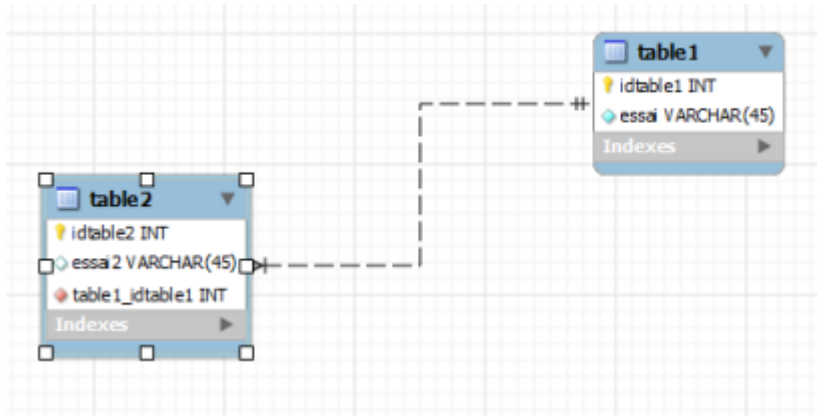 table1
idtable1 INT
essai VARCHAR(45)
Indexes
table2
idtable2 INT
essai2 VARCHAR(45)
table1_idtable1 INT
Indexes